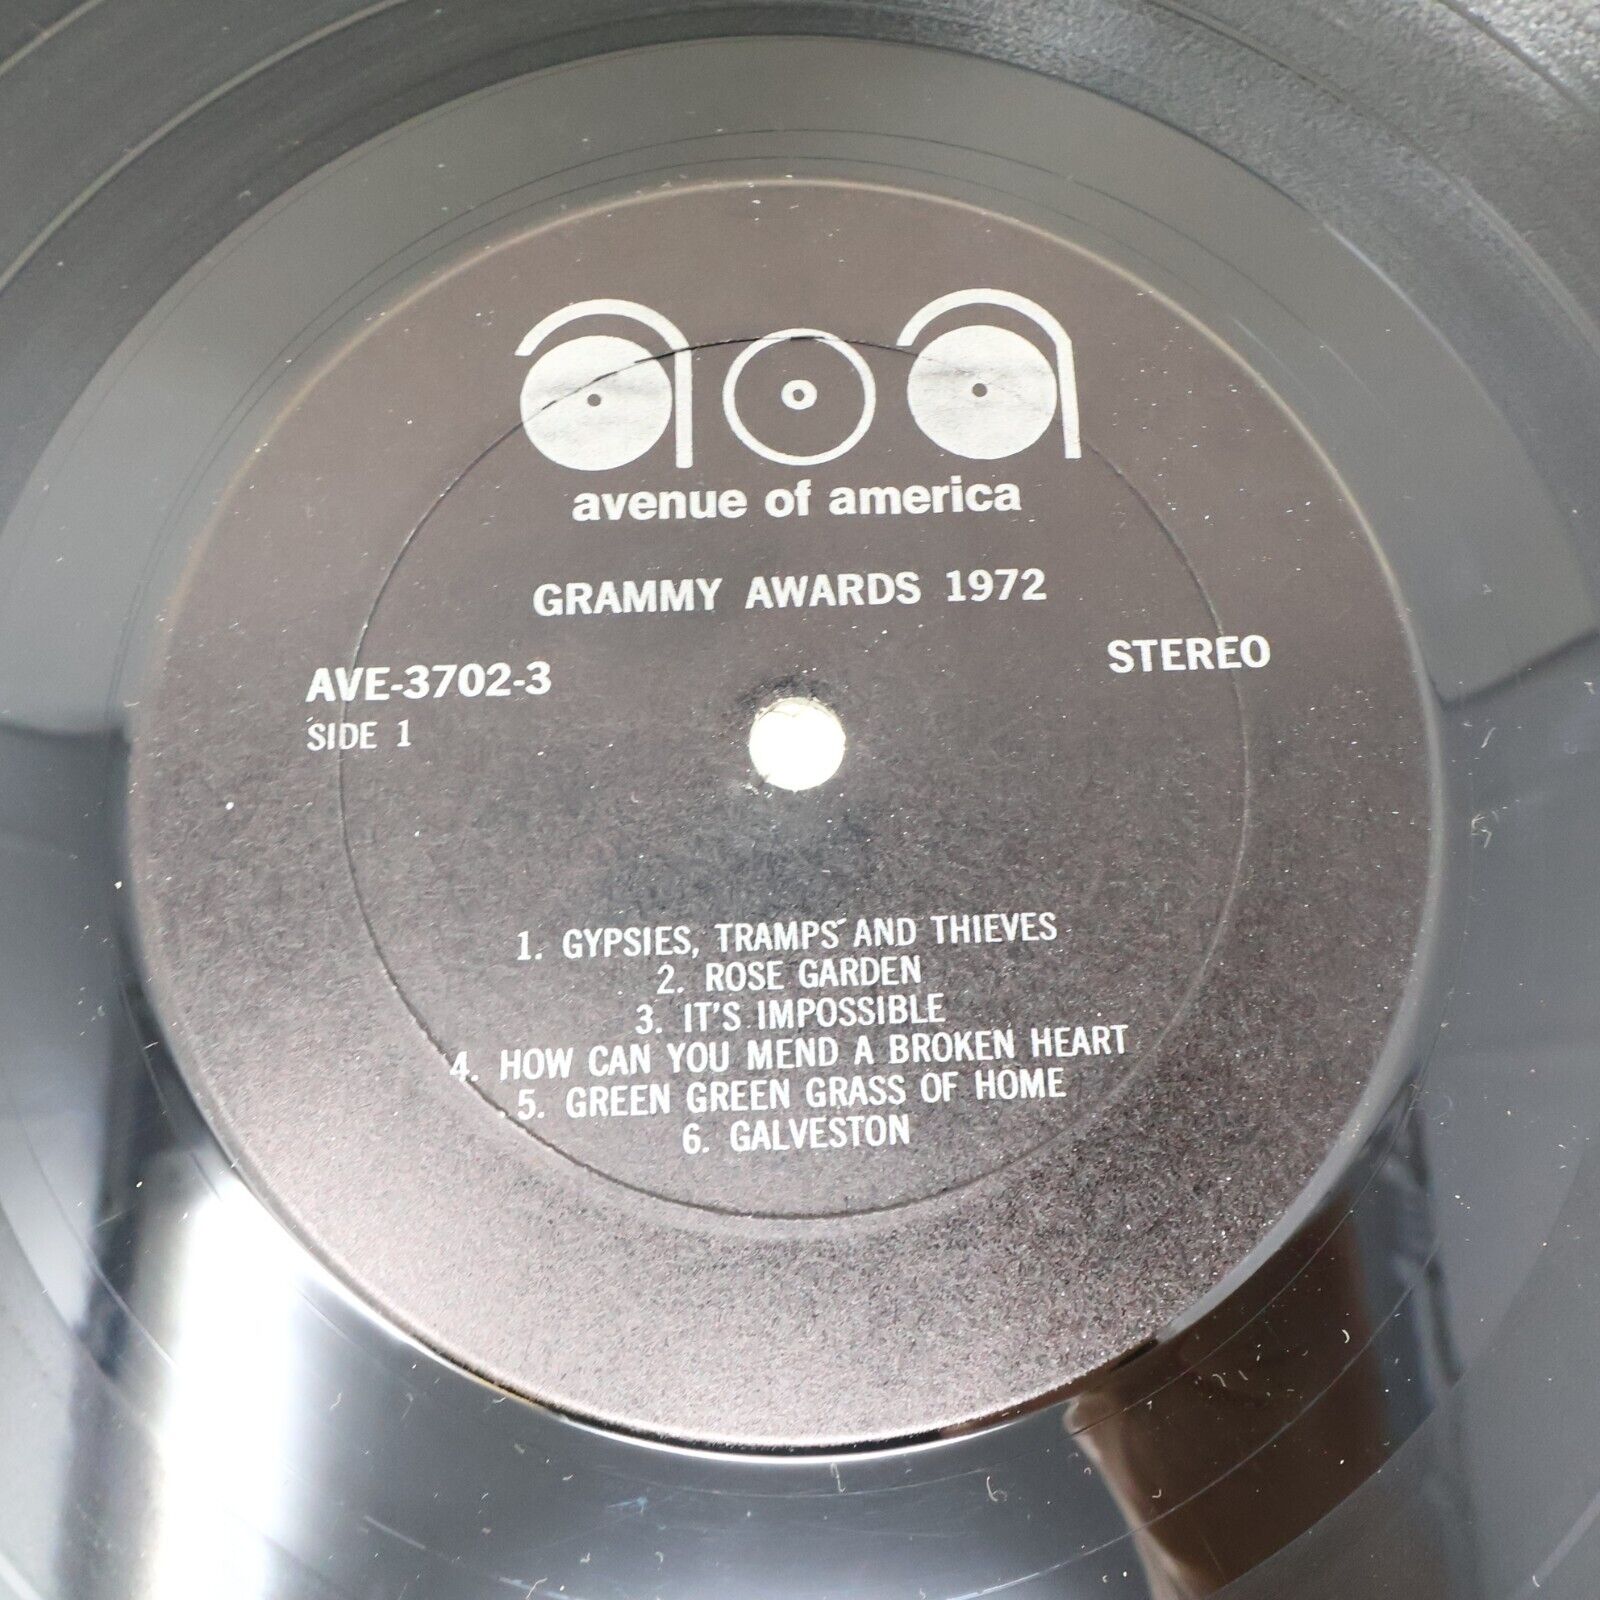 aoa
avenue of america
GRAMMY AWARDS 1972
AVE-3702-3
STEREO
SIDE 1
1. GYPSIES, TRAMPS AND THIEVES
2. ROSE GARDEN
3. IT'S IMPOSSIBLE
4. HOW CAN YOU MEND A BROKEN HEART
5. GREEN GREEN GRASS OF HOME
6. GALVESTON